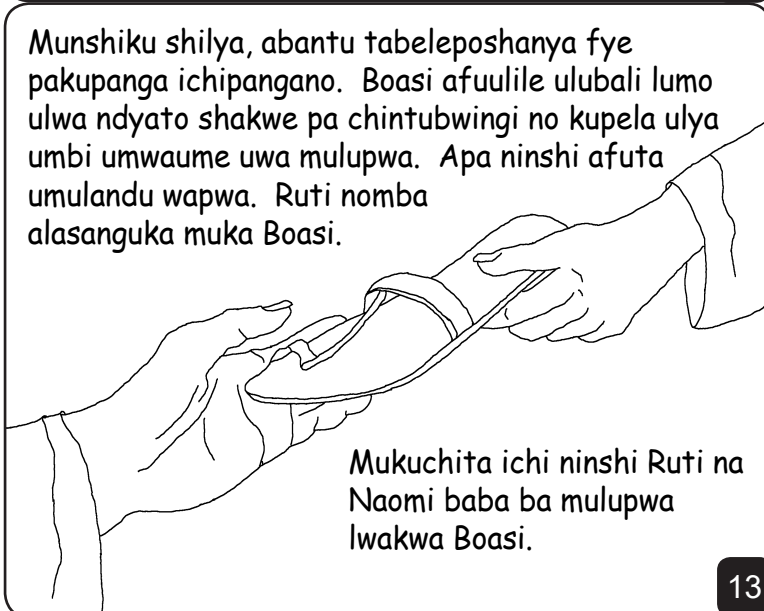 Munshiku shilya, abantu tabeleposhanya fye
pakupanga ichipangano. Boasi afuulile ulubali lumo
ulwa ndyato shakwe pa chintubwingi no kupela ulya
umbi umwaume uwa mulupwa. Apa ninshi afuta
umulandu wapwa. Ruti nomba
alasanguka muka Boasi.
Mukuchita ichi ninshi Ruti na
Naomi baba ba mulupwa
lwakwa Boasi.
13